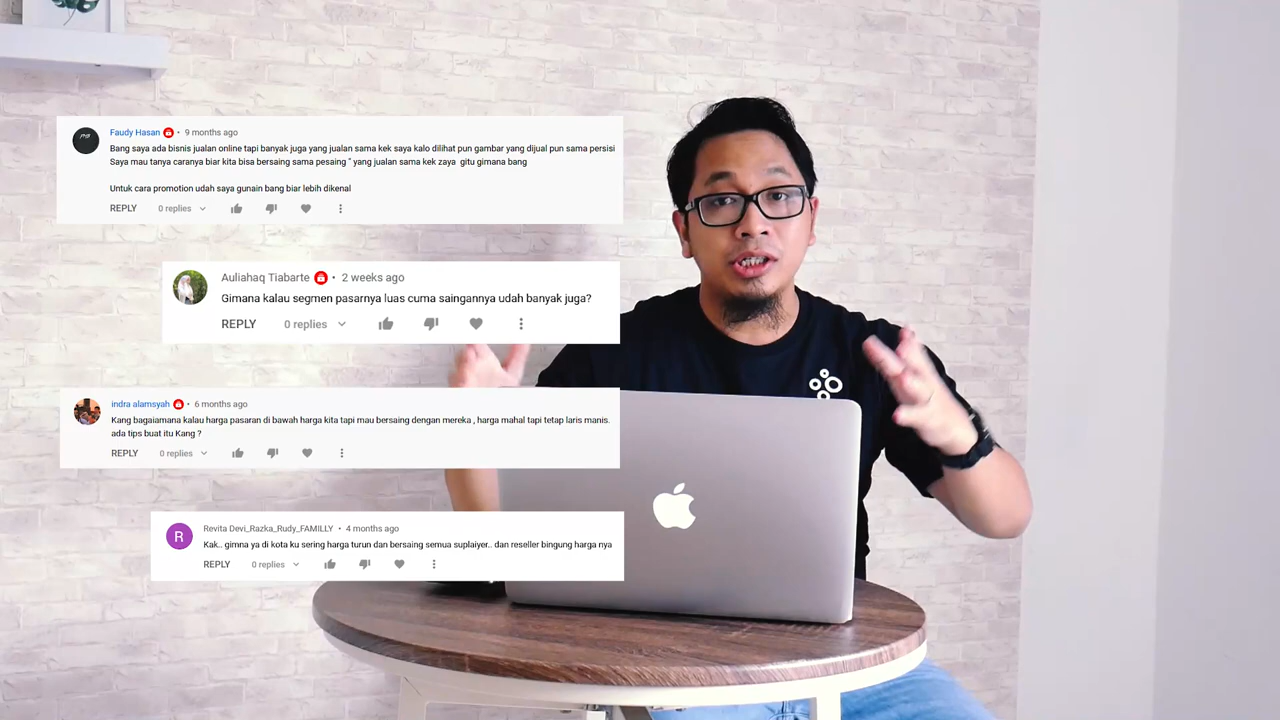 Faudy Hasan • 9 months ago
Bang saya ada bisnis jualan online tapi banyak juga yang jualan sama kek saya kalo dilihat pun gambar yang dijual pun sama persisi
Saya mau tanya caranya biar kita bisa bersaing sama pesaing " yang jualan sama kek zaya gitu gimana bang
Untuk cara promotion udah saya gunain bang biar lebih dikenal
REPLY 0 replies
Auliahaq Tiabarte • 2 weeks ago
Gimana kalau segmen pasarnya luas cuma saingannya udah banyak juga?
REPLY 0 replies
indra alamsyah • 6 months ago
Kang bagaiamana kalau harga pasaran di bawah harga kita tapi mau bersaing dengan mereka , harga mahal tapi tetap laris manis.
ada tips buat itu Kang ?
REPLY 0 replies
R
Revita Devi_Razka_Rudy_FAMILLY • 4 months ago
Kak.. gimna ya di kota ku sering harga turun dan bersaing semua suplaiyer.. dan reseller bingung harga nya
REPLY 0 replies